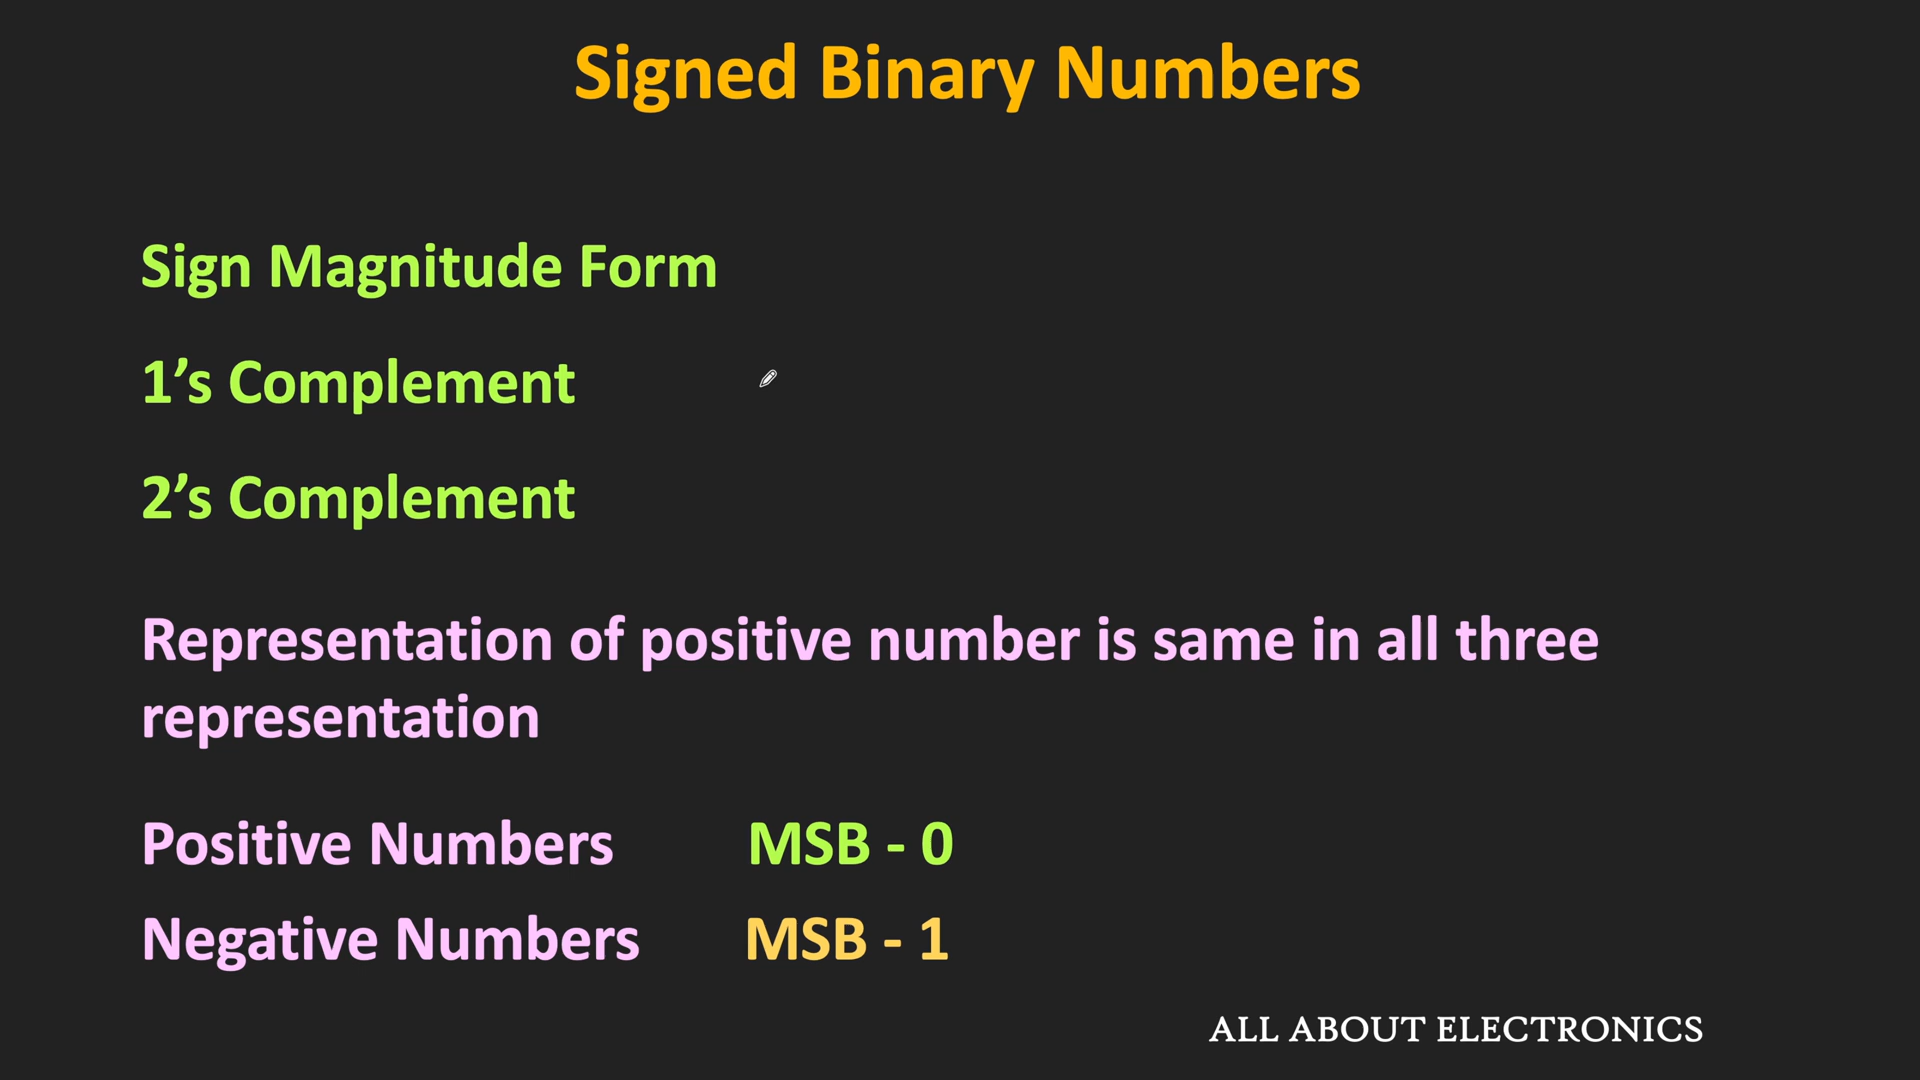 Signed Binary Numbers
Sign Magnitude Form
1’s Complement
2’s Complement
Representation of positive number is same in all three
representation
Positive Numbers MSB - 0
Negative Numbers MSB - 1
ALL ABOUT ELECTRONICS